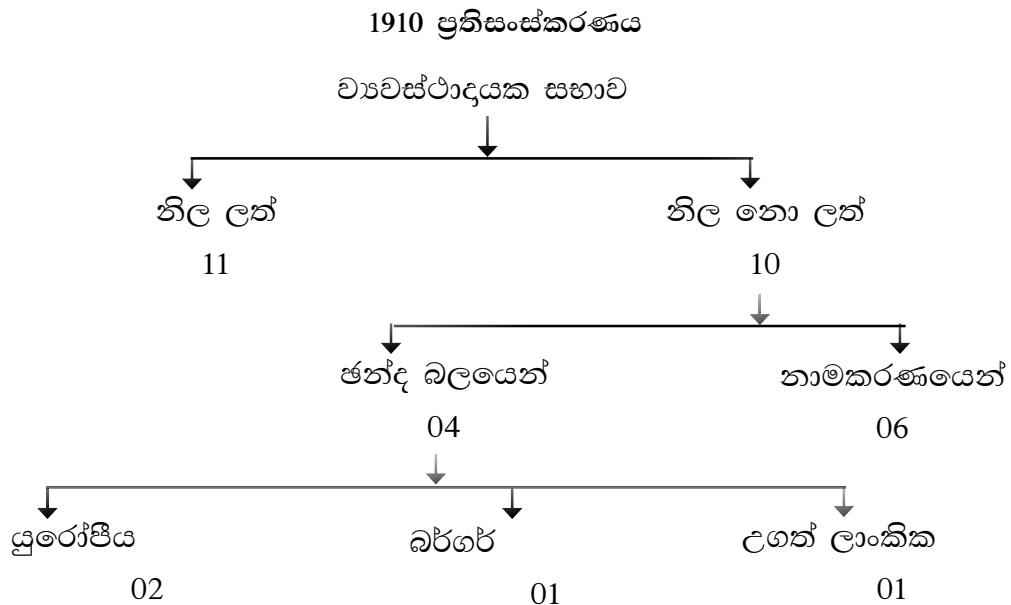 1910 ප්‍රතිසංස්කරණය
ව්‍යවස්ථාදායක සභාව
නිල ලත් නිල නො ලත්
11 10
ඡන්ද බලයෙන් නාමකරණයෙන්
04 06
යුරෝපීය බර්ගර් උගත් ලාංකික
02 01 01